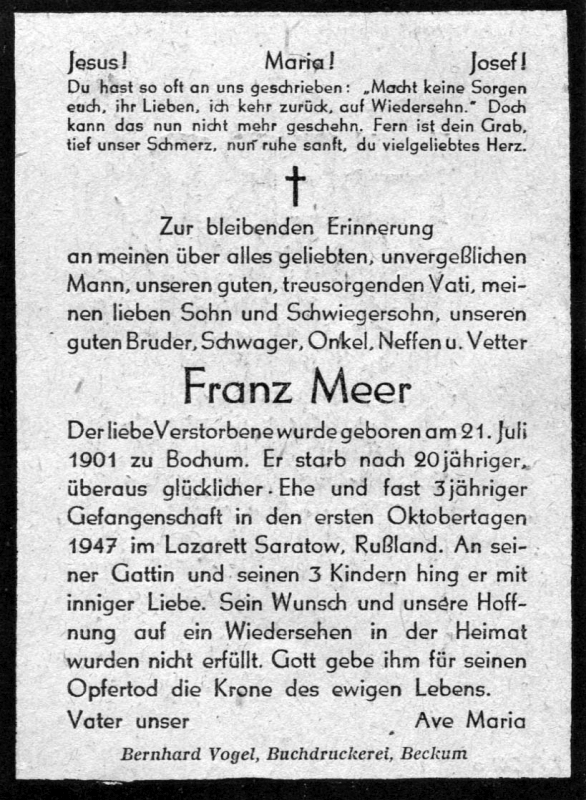 Jesus! Maria! Josef!
Du hast so oft an uns geschrieben: „Macht keine Sorgen
euch, ihr Lieben, ich kehr zurück, auf Wiedersehn." Doch
kann das nun nicht mehr geschehn. Fern ist dein Grab,
tief unser Schmerz, nun ruhe sanft, du vielgeliebtes Herz.
Zur bleibenden Erinnerung
an meinen über alles geliebten, unvergeßlichen
Mann, unseren guten, treusorgenden Vati, mei-
nen lieben Sohn und Schwiegersohn, unseren
guten Bruder, Schwager, Onkel, Neffen u. Vetter
Franz Meer
Der liebe Verstorbene wurde geboren am 21. Juli
1901 zu Bochum. Er starb nach 20 jähriger,
überaus glücklicher Ehe und fast 3 jähriger
Gefangenschaft in den ersten Oktobertagen
1947 im Lazarett Saratow, Rußland. An sei-
ner Gattin und seinen 3 Kindern hing er mit
inniger Liebe. Sein Wunsch und unsere Hoff-
nung auf ein Wiedersehen in der Heimat
wurden nicht erfüllt. Gott gebe ihm für seinen
Opfertod die Krone des ewigen Lebens.
Vater unser Ave Maria
Bernhard Vogel, Buchdruckerei, Beckum